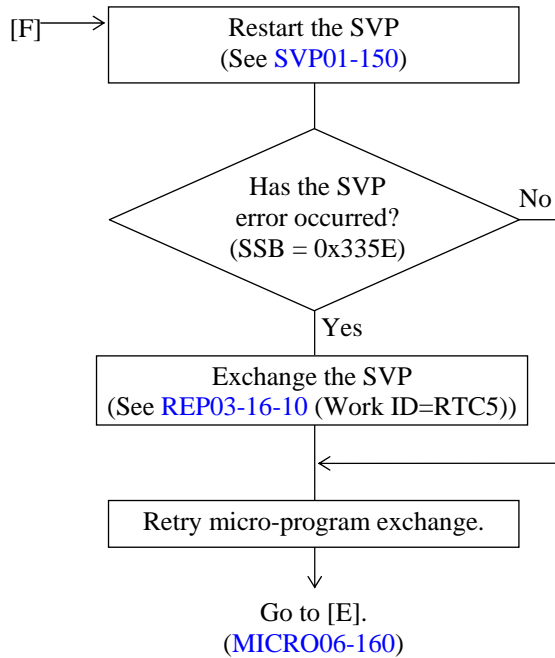 [F]
Restart the SVP
(See SVP01-150)
Has the SVP
error occurred?
(SSB = 0x335E)
No
Yes
Exchange the SVP
(See REP03-16-10 (Work ID=RTC5))
Retry micro-program exchange.
Go to [E].
(MICRO06-160)